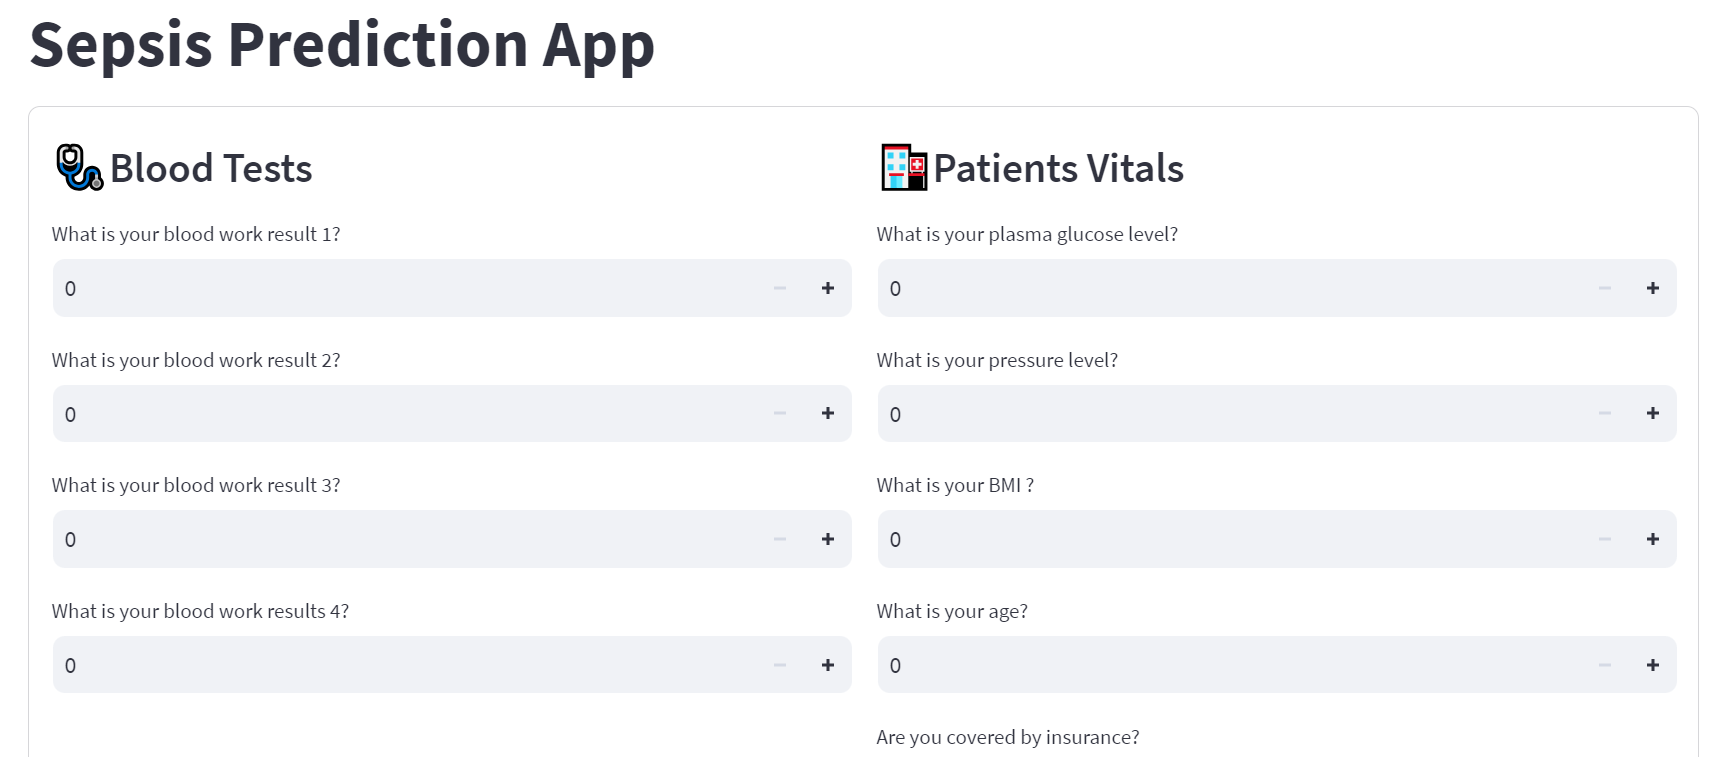 Sepsis Prediction App
Blood Tests
What is your blood work result 1?
0
What is your blood work result 2?
0
What is your blood work result 3?
0
What is your blood work results 4?
0
Patients Vitals
What is your plasma glucose level?
0
What is your pressure level?
0
What is your BMI ?
0
What is your age?
0
Are you covered by insurance?